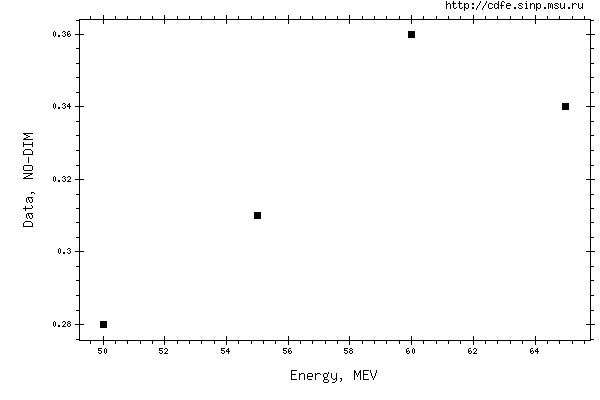 http://cdfe.sinp.msu.ru
0.36
0.34
0.32
0.3
0.28
Data, NO-DIM
50 52 54 56 58 60 62 64
Energy, MEV